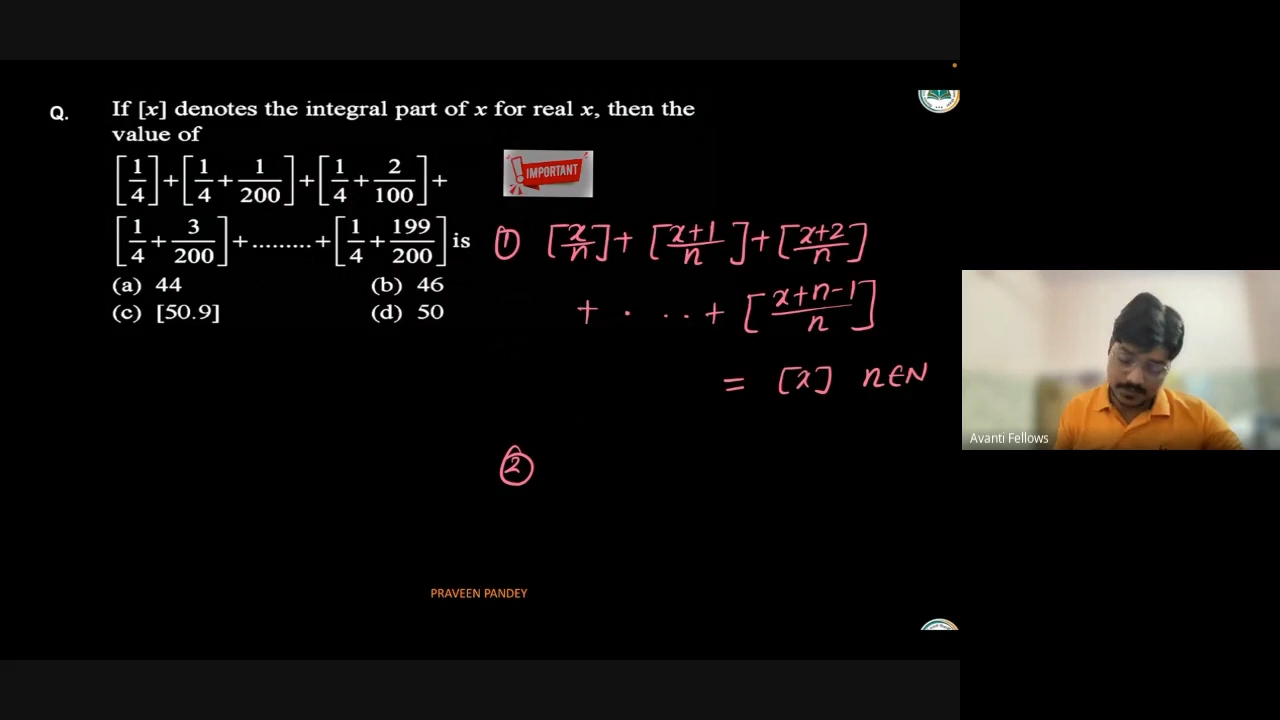 Q. If [x] denotes the integral part of x for real x, then the
value of
[1/4]+[1/4+1/200]+[1/4+2/100]+
[1/4+3/200]+.........+[1/4+199/200] is
(a) 44 (b) 46
(c) [50.9] (d) 50
IMPORTANT
① [x/n]+[x+1/n]+[x+2/n]
+ . . . + [x+n-1/n]
= [x] n∈N
②
PRAVEEN PANDEY
Avanti Fellows